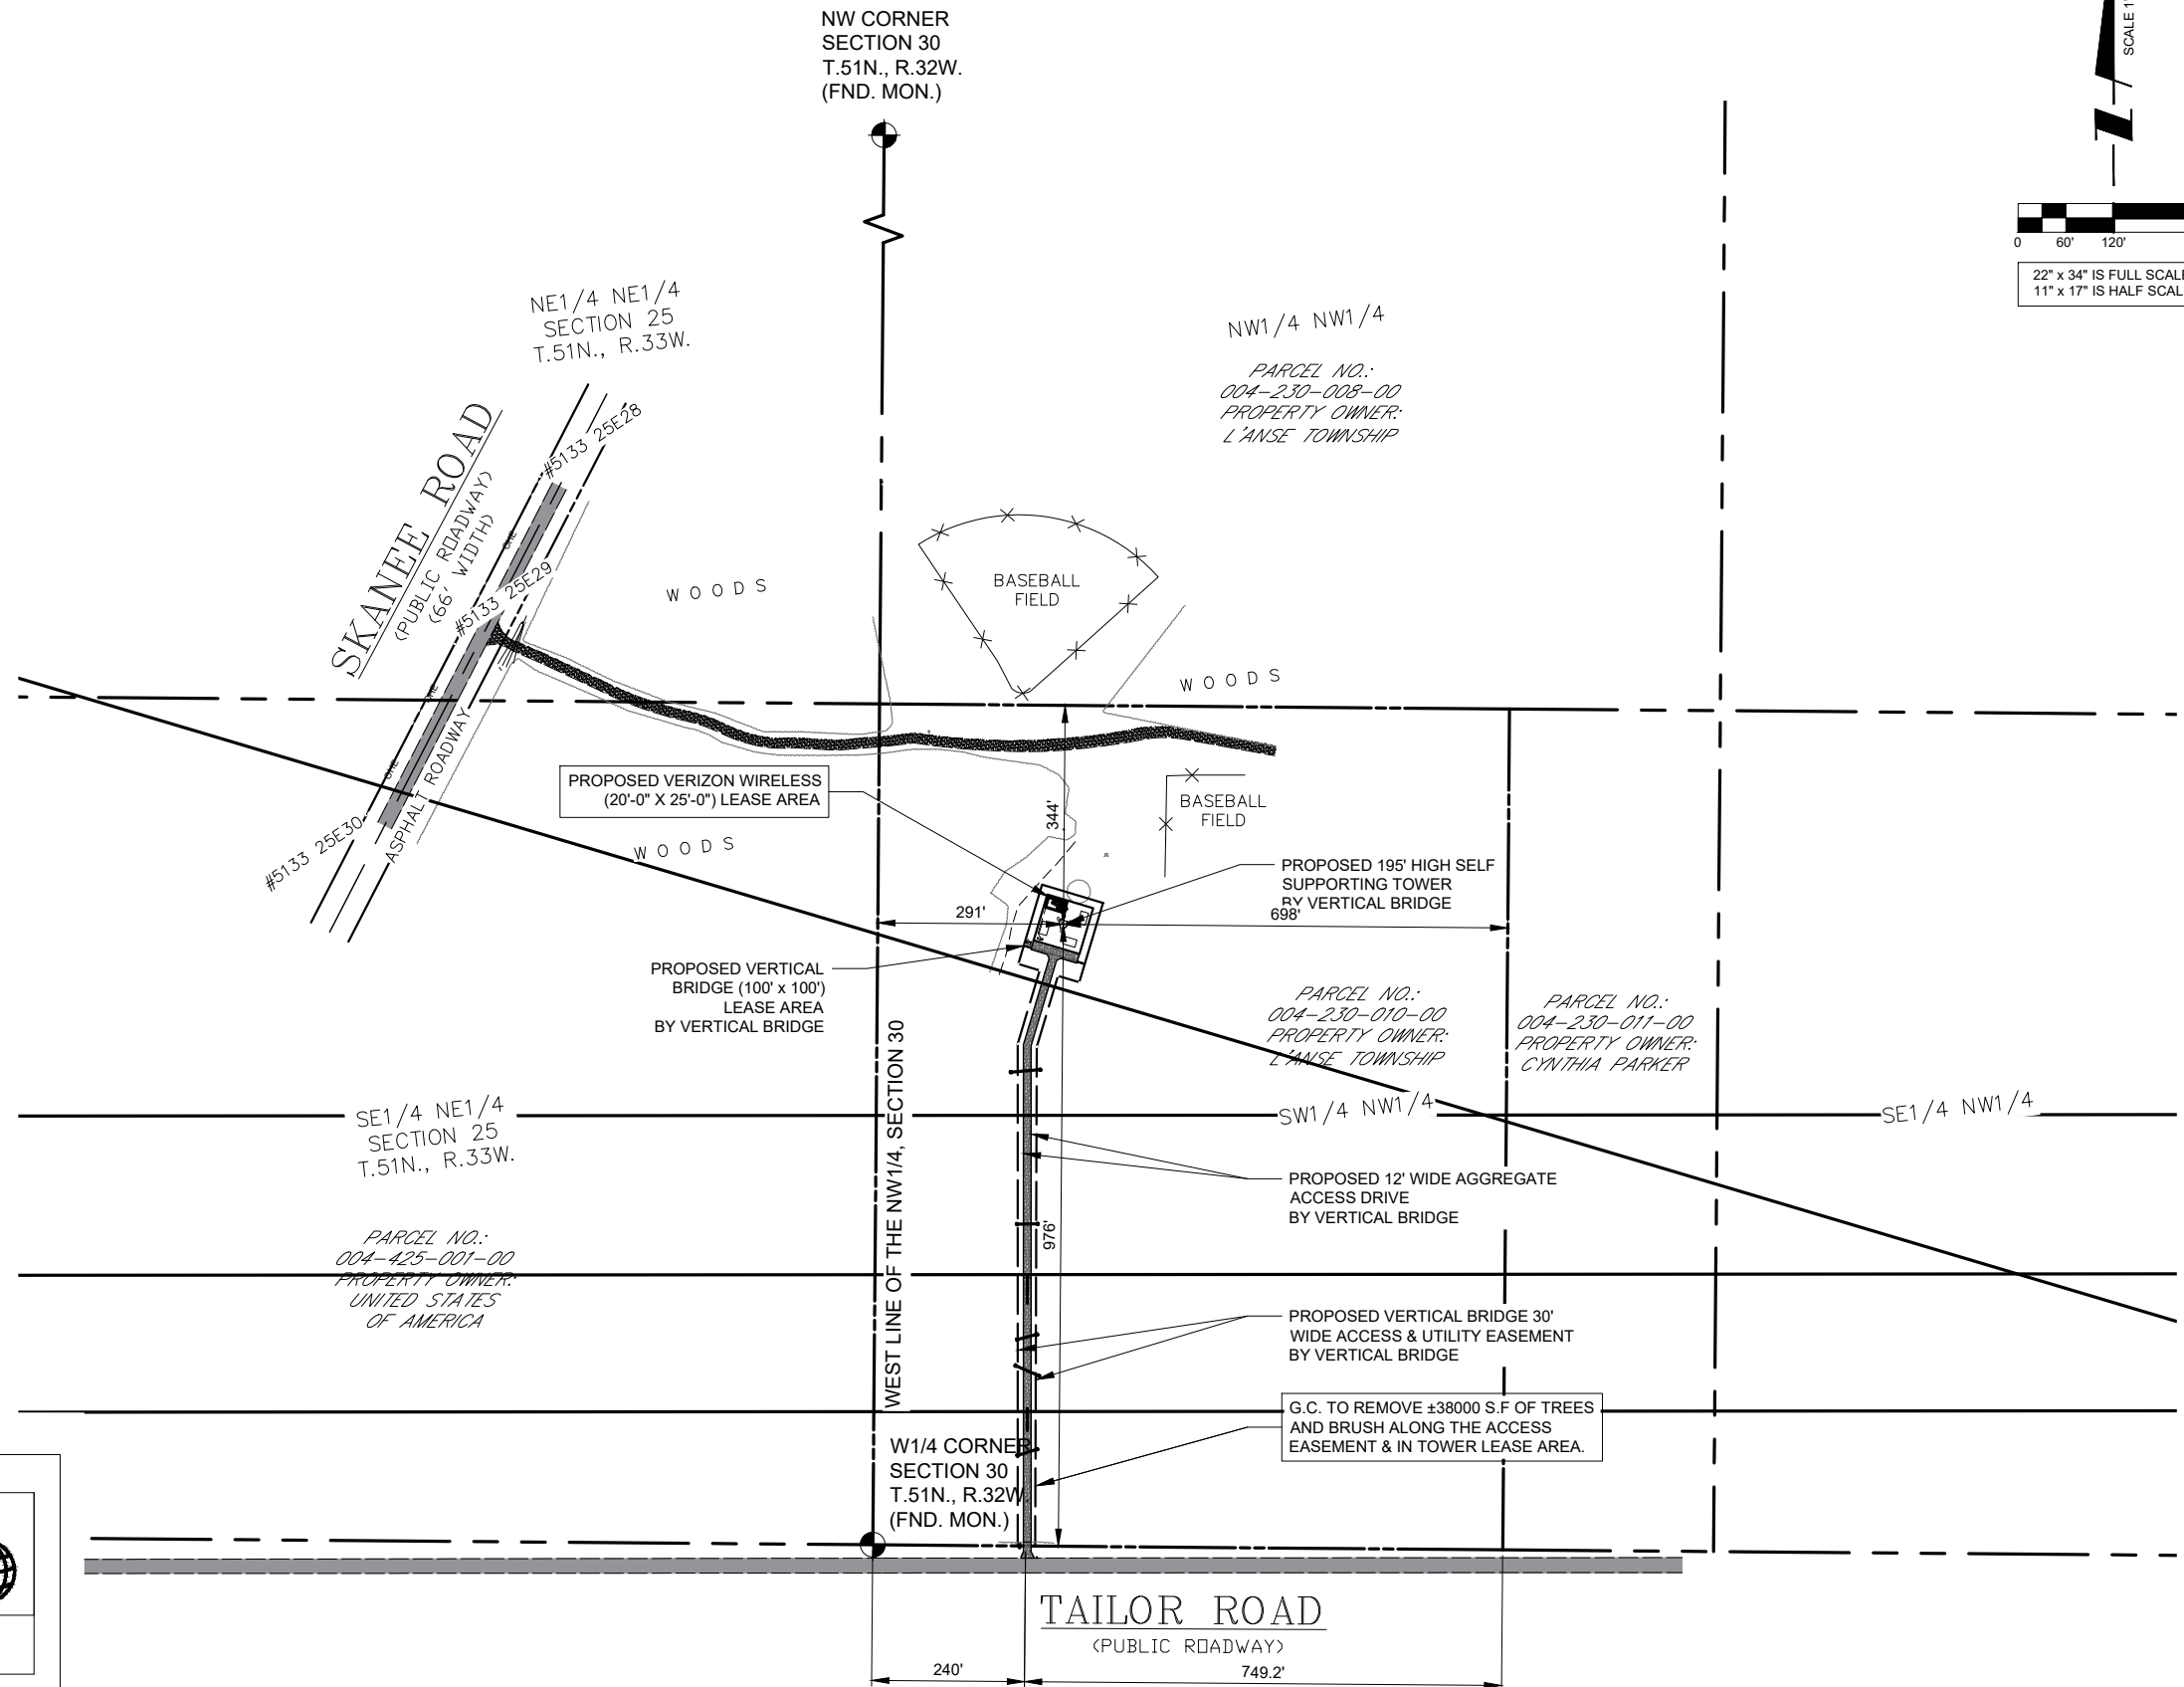 NW CORNER
SECTION 30
T.51N., R.32W.
(FND. MON.)
0 60' 120'
NE1/4 NE1/4
SECTION 25
T.51N., R.33W.
NW1/4 NW1/4
PARCEL NO.:
004-230-008-00
PROPERTY OWNER:
L'ANSE TOWNSHIP
SKANEE ROAD
(PUBLIC ROADWAY)
(66' WIDTH)
#5133 25E28
#5133 25E29
#5133 25E30
OHE
OHE
ASPHALT ROADWAY
WOODS
BASEBALL
FIELD
WOODS
PROPOSED VERIZON WIRELESS
(20'-0" X 25'-0") LEASE AREA
344'
BASEBALL
FIELD
WOODS
PROPOSED 195' HIGH SELF
SUPPORTING TOWER
BY VERTICAL BRIDGE
291'
698'
PROPOSED VERTICAL
BRIDGE (100' x 100')
LEASE AREA
BY VERTICAL BRIDGE
PARCEL NO.:
004-230-010-00
PROPERTY OWNER:
L'ANSE TOWNSHIP
PARCEL NO.:
004-230-011-00
PROPERTY OWNER:
CYNTHIA PARKER
WEST LINE OF THE NW1/4, SECTION 30
SE1/4 NE1/4
SECTION 25
T.51N., R.33W.
SW1/4 NW1/4
SE1/4 NW1/4
PROPOSED 12' WIDE AGGREGATE
ACCESS DRIVE
BY VERTICAL BRIDGE
976'
PARCEL NO.:
004-425-001-00
PROPERTY OWNER:
UNITED STATES
OF AMERICA
PROPOSED VERTICAL BRIDGE 30'
WIDE ACCESS & UTILITY EASEMENT
BY VERTICAL BRIDGE
G.C. TO REMOVE ±38000 S.F OF TREES
AND BRUSH ALONG THE ACCESS
EASEMENT & IN TOWER LEASE AREA.
W1/4 CORNER
SECTION 30
T.51N., R.32W
(FND. MON.)
TAILOR ROAD
(PUBLIC ROADWAY)
240'
749.2'
SCALE
22" x 34" IS FULL
11" x 17" IS HALF